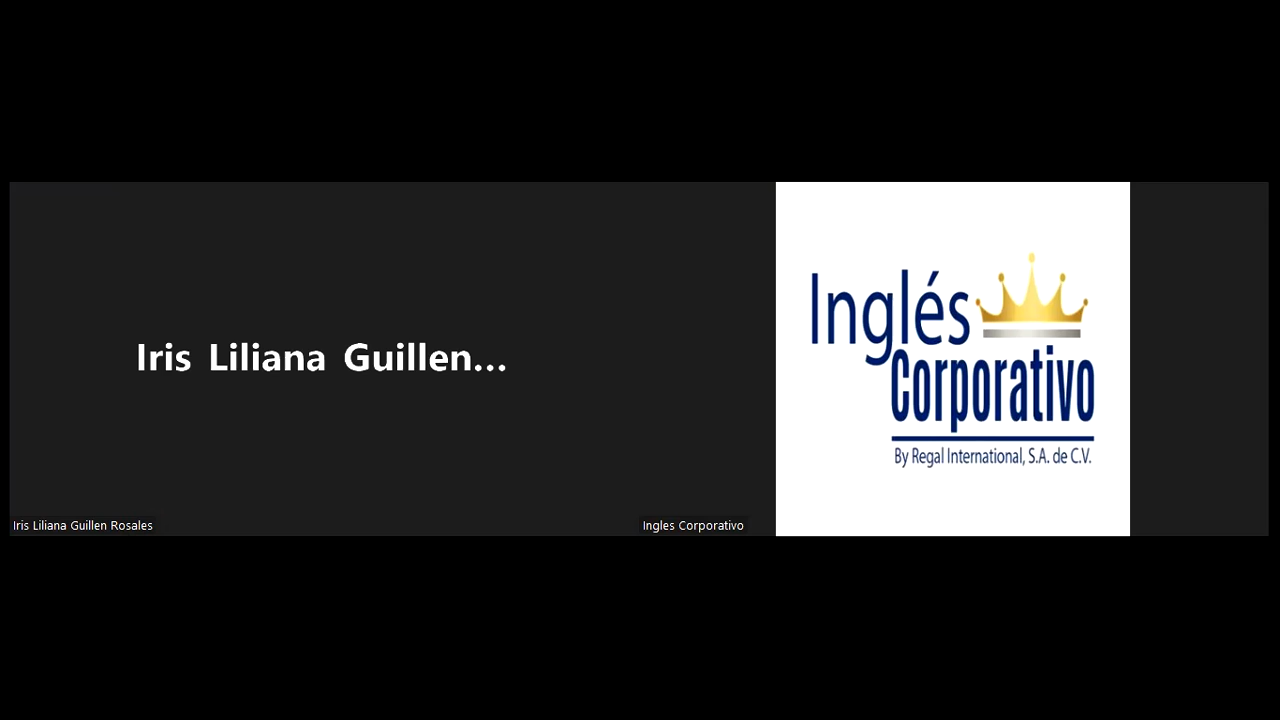 Iris Liliana Guillen...
Iris Liliana Guillen Rosales
Inglés
Corporativo
By Regal International, S.A. de C.V.
Ingles Corporativo